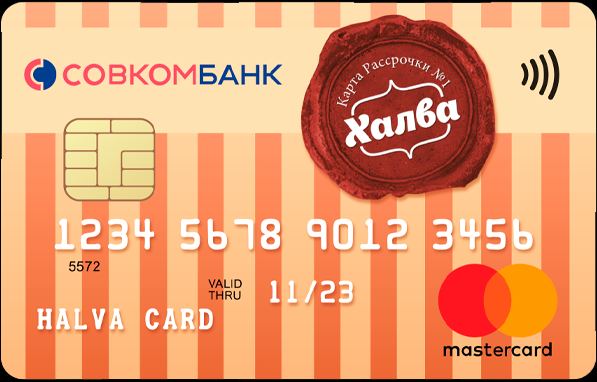 СОВКОМБАНК
Карта Рассрочки №1
Халва
1234 5678 9012 3456
5572
VALID
THRU
11/23
HALVA CARD
mastercard